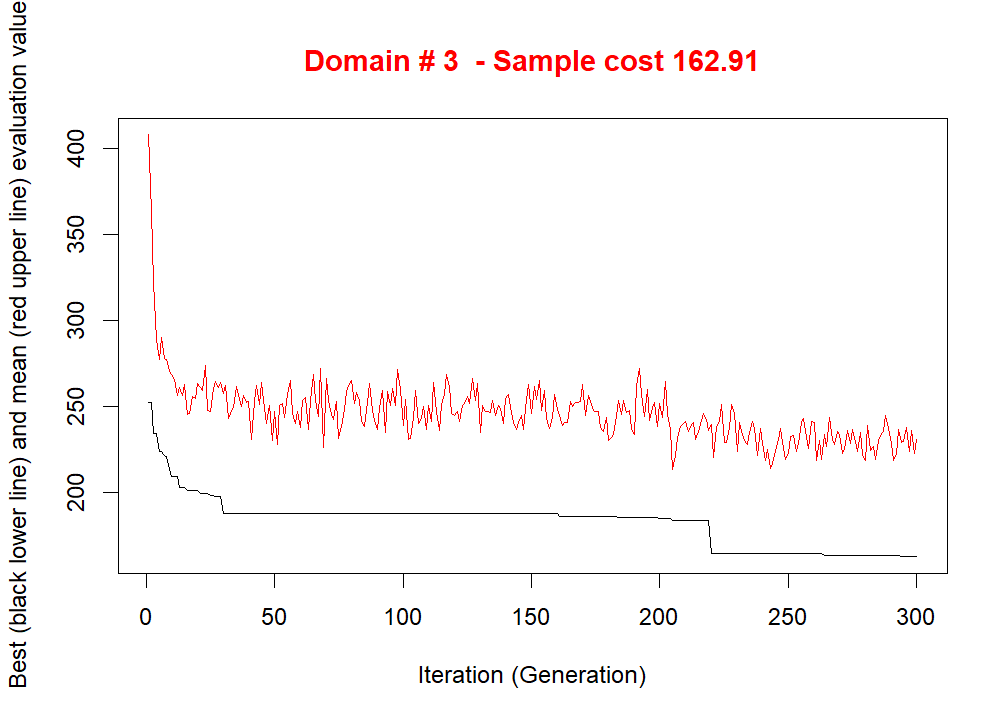 Domain # 3  - Sample cost 162.91
Best (black lower line) and mean (red upper line) evaluation value
400
350
300
250
200
0 50 100 150 200 250 300
Iteration (Generation)